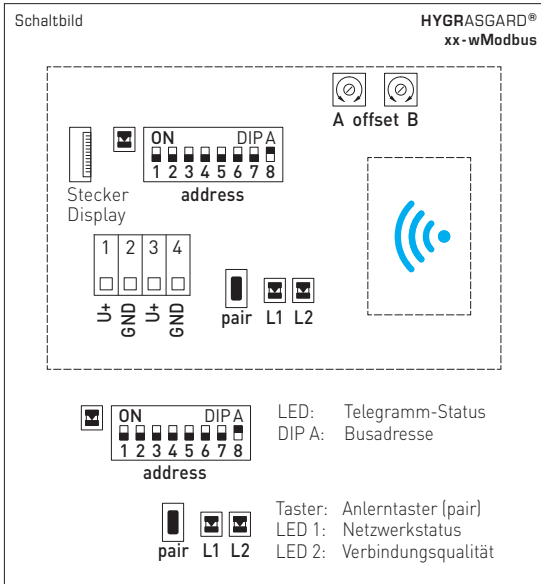 Schaltbild
HYGRASGARD®
xx-wModbus
A offset B
ON DIP A
1 2 3 4 5 6 7 8
address
Stecker
Display
1 2 3 4
U+ GND U+ GND
pair L1 L2
ON DIP A
1 2 3 4 5 6 7 8
address
LED: Telegramm-Status
DIP A: Busadresse
pair L1 L2
Taster: Anlerntaster (pair)
LED 1: Netzwerkstatus
LED 2: Verbindungsqualität